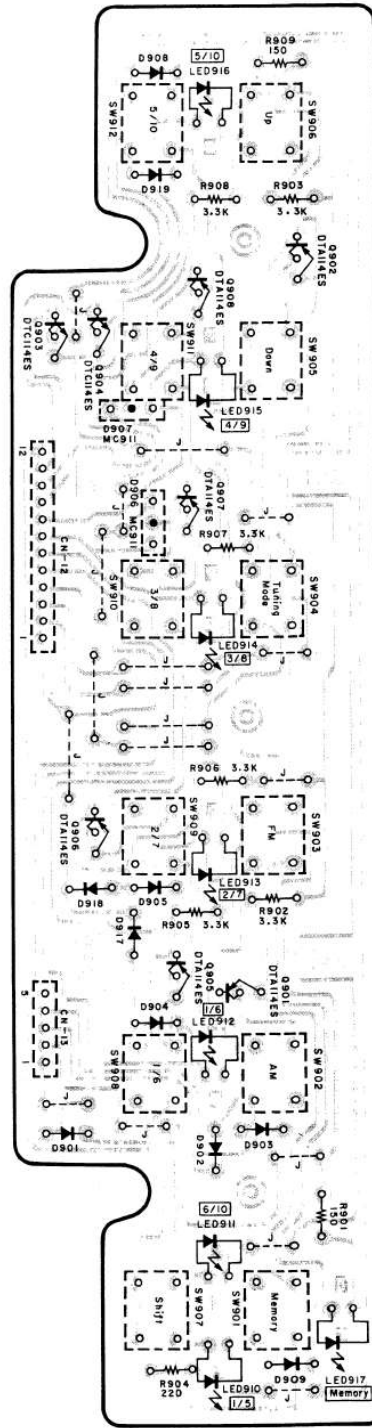 R909
150
5/10
LED916
D908
SW912
5/10
Up
SW906
D919
R908
3.3K
R903
3.3K
Q902
DTA114ES
Q908
DTA114ES
Q903
DTC114ES
Q904
DTC114ES
SW911
4/9
Down
SW905
LED915
4/9
D907
MC911
J
12
CN-12
1
J
D906
MC911
Q907
DTA114ES
J
R907
3.3K
J
SW910
3/8
Tuning
Mode
SW904
LED914
3/8
J
J
J
J
J
J
J
R906
3.3K
J
Q906
DTA114ES
SW909
2/7
FM
SW903
LED913
2/7
D918
D905
R905
3.3K
R902
3.3K
D917
Q905
DTA114ES
Q901
DTA114ES
5
CN-13
1
D904
1/6
LED912
SW908
1/6
AM
SW902
J
J
D901
D902
D903
J
R901
150
6/10
LED911
J
Shift
SW907
SW901
Memory
R904
220
LED910
1/5
D909
J
LED917
Memory